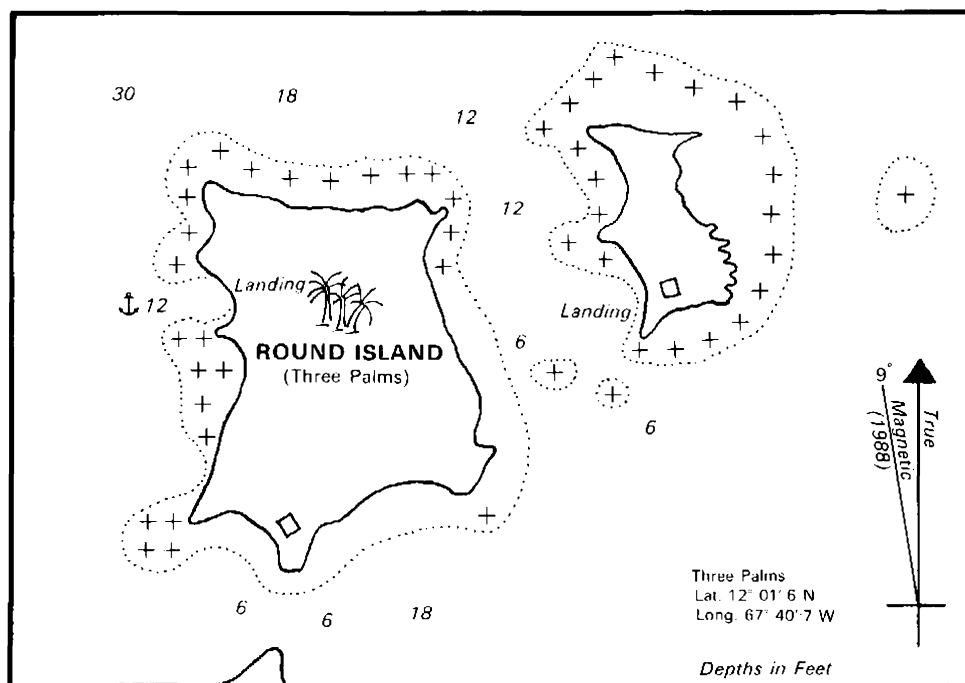 30
18
12
12
Landing
12
Landing
ROUND ISLAND
(Three Palms)
6
6
9°
True
Magnetic
(1988)
Three Palms
Lat. 12° 01'·6 N
Long. 67° 40'·7 W
6
6
18
Depths in Feet